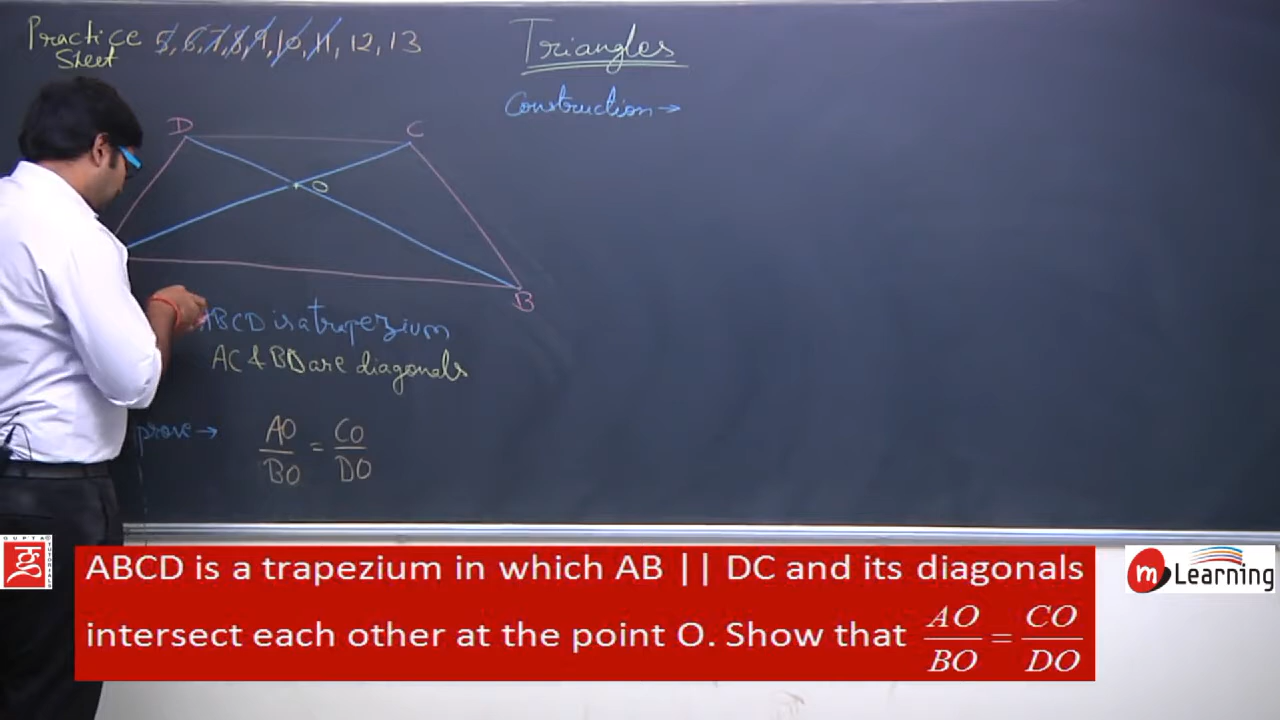 Practice 5, 6, 7, 8, 9, 10, 11, 12, 13
Sheet
Triangles
Construction →
D
C
O
B
ABCD is a trapezium
AC & BD are diagonals
prove →
AO/BO = CO/DO
GUPTA
TUTORIALS
ABCD is a trapezium in which AB || DC and its diagonals
intersect each other at the point O. Show that AO/BO = CO/DO
m Learning